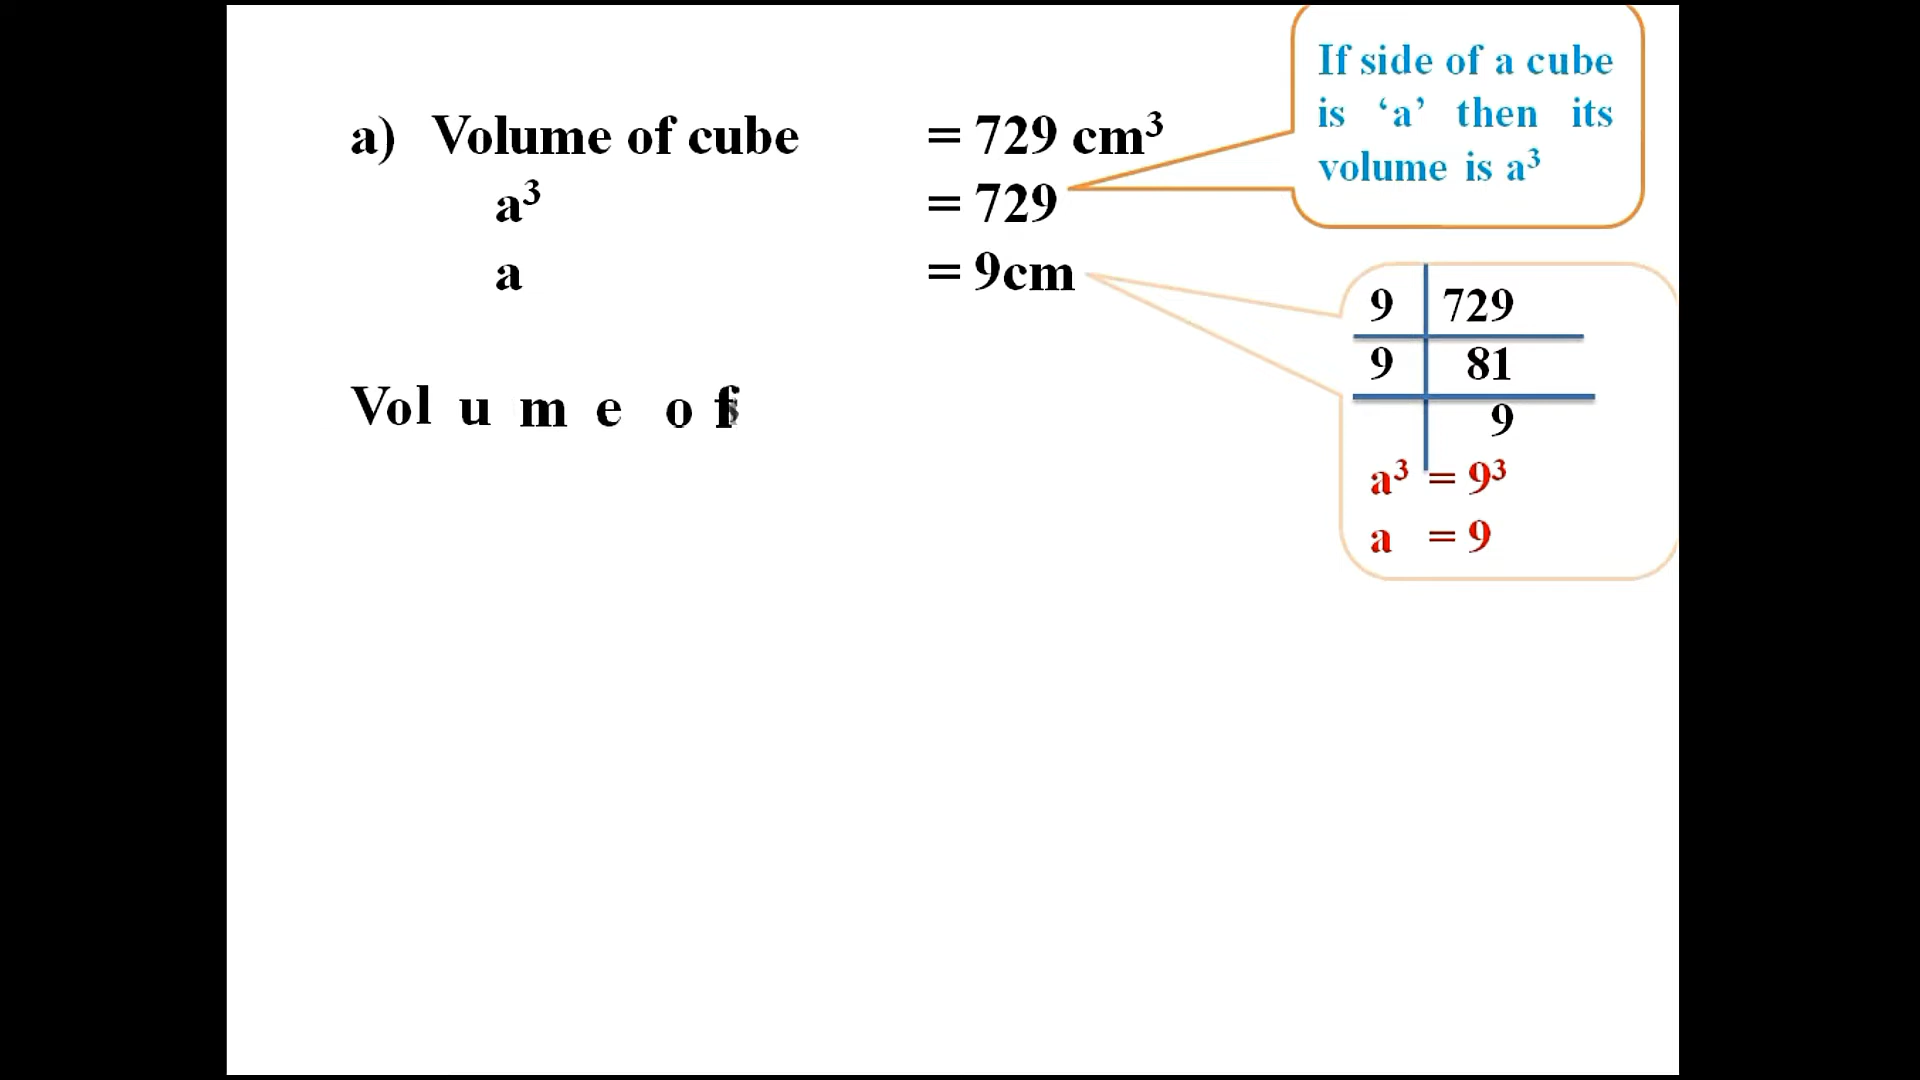 a) Volume of cube = 729 cm³
a³ = 729
a = 9cm
Vol u m e o f
If side of a cube
is ‘a’ then its
volume is a³
9 729
9 81
9
a³ = 9³
a = 9